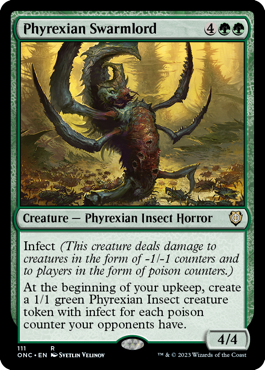 Phyrexian Swarmlord 4
Creature — Phyrexian Insect Horror
Infect (This creature deals damage to
creatures in the form of -1/-1 counters and
to players in the form of poison counters.)
At the beginning of your upkeep, create
a 1/1 green Phyrexian Insect creature
token with infect for each poison
counter your opponents have.
4/4
111 R
ONC • EN Svetlin Velinov ™ & © 2023 Wizards of the Coast